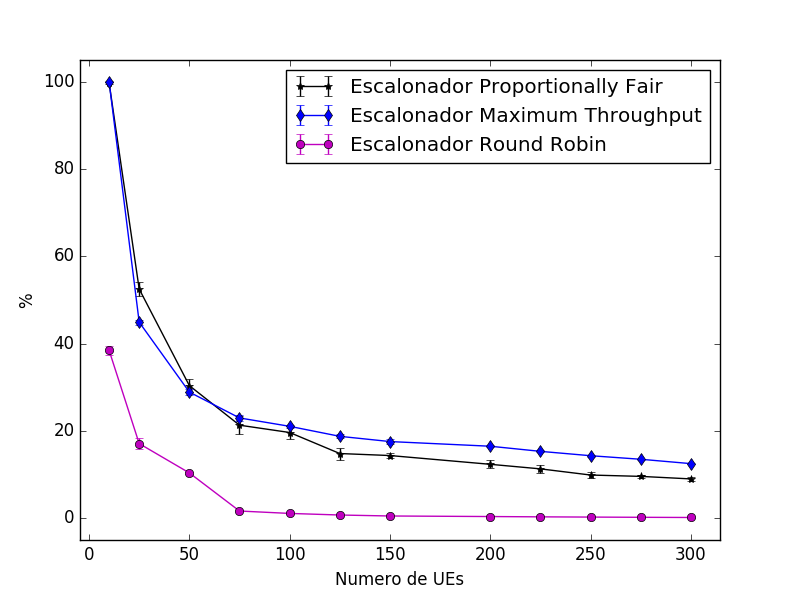 Escalonador Proportionally Fair
Escalonador Maximum Throughput
Escalonador Round Robin
100
80
60
40
20
0
%
0 50 100 150 200 250 300
Numero de UEs